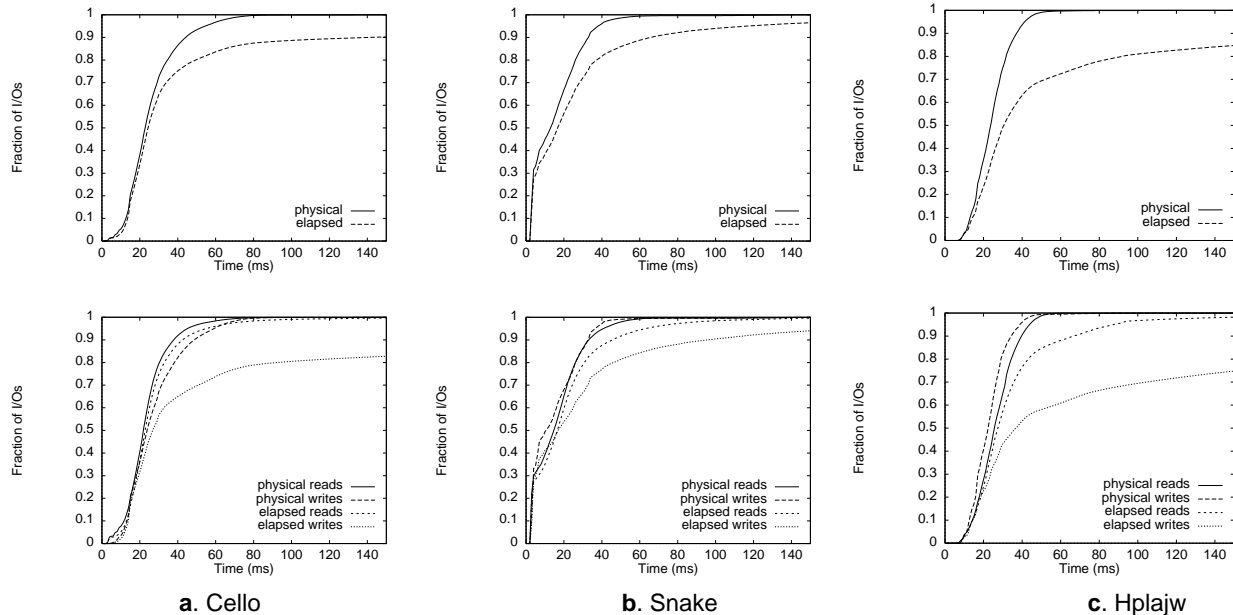 1
0.9
0.8
0.7
0.6
0.5
0.4
0.3
0.2
0.1
0
Fraction of I/Os
physical
elapsed
0 20 40 60 80 100 120 140
Time (ms)
1
0.9
0.8
0.7
0.6
0.5
0.4
0.3
0.2
0.1
0
Fraction of I/Os
physical
elapsed
0 20 40 60 80 100 120 140
Time (ms)
1
0.9
0.8
0.7
0.6
0.5
0.4
0.3
0.2
0.1
0
Fraction of I/Os
physical
elapsed
0 20 40 60 80 100 120 140
Time (ms)
1
0.9
0.8
0.7
0.6
0.5
0.4
0.3
0.2
0.1
0
Fraction of I/Os
physical reads
physical writes
elapsed reads
elapsed writes
0 20 40 60 80 100 120 140
Time (ms)
1
0.9
0.8
0.7
0.6
0.5
0.4
0.3
0.2
0.1
0
Fraction of I/Os
physical reads
physical writes
elapsed reads
elapsed writes
0 20 40 60 80 100 120 140
Time (ms)
1
0.9
0.8
0.7
0.6
0.5
0.4
0.3
0.2
0.1
0
Fraction of I/Os
physical reads
physical writes
elapsed reads
elapsed writes
0 20 40 60 80 100 120 140
Time (ms)
a. Cello
b. Snake
c. Hplajw